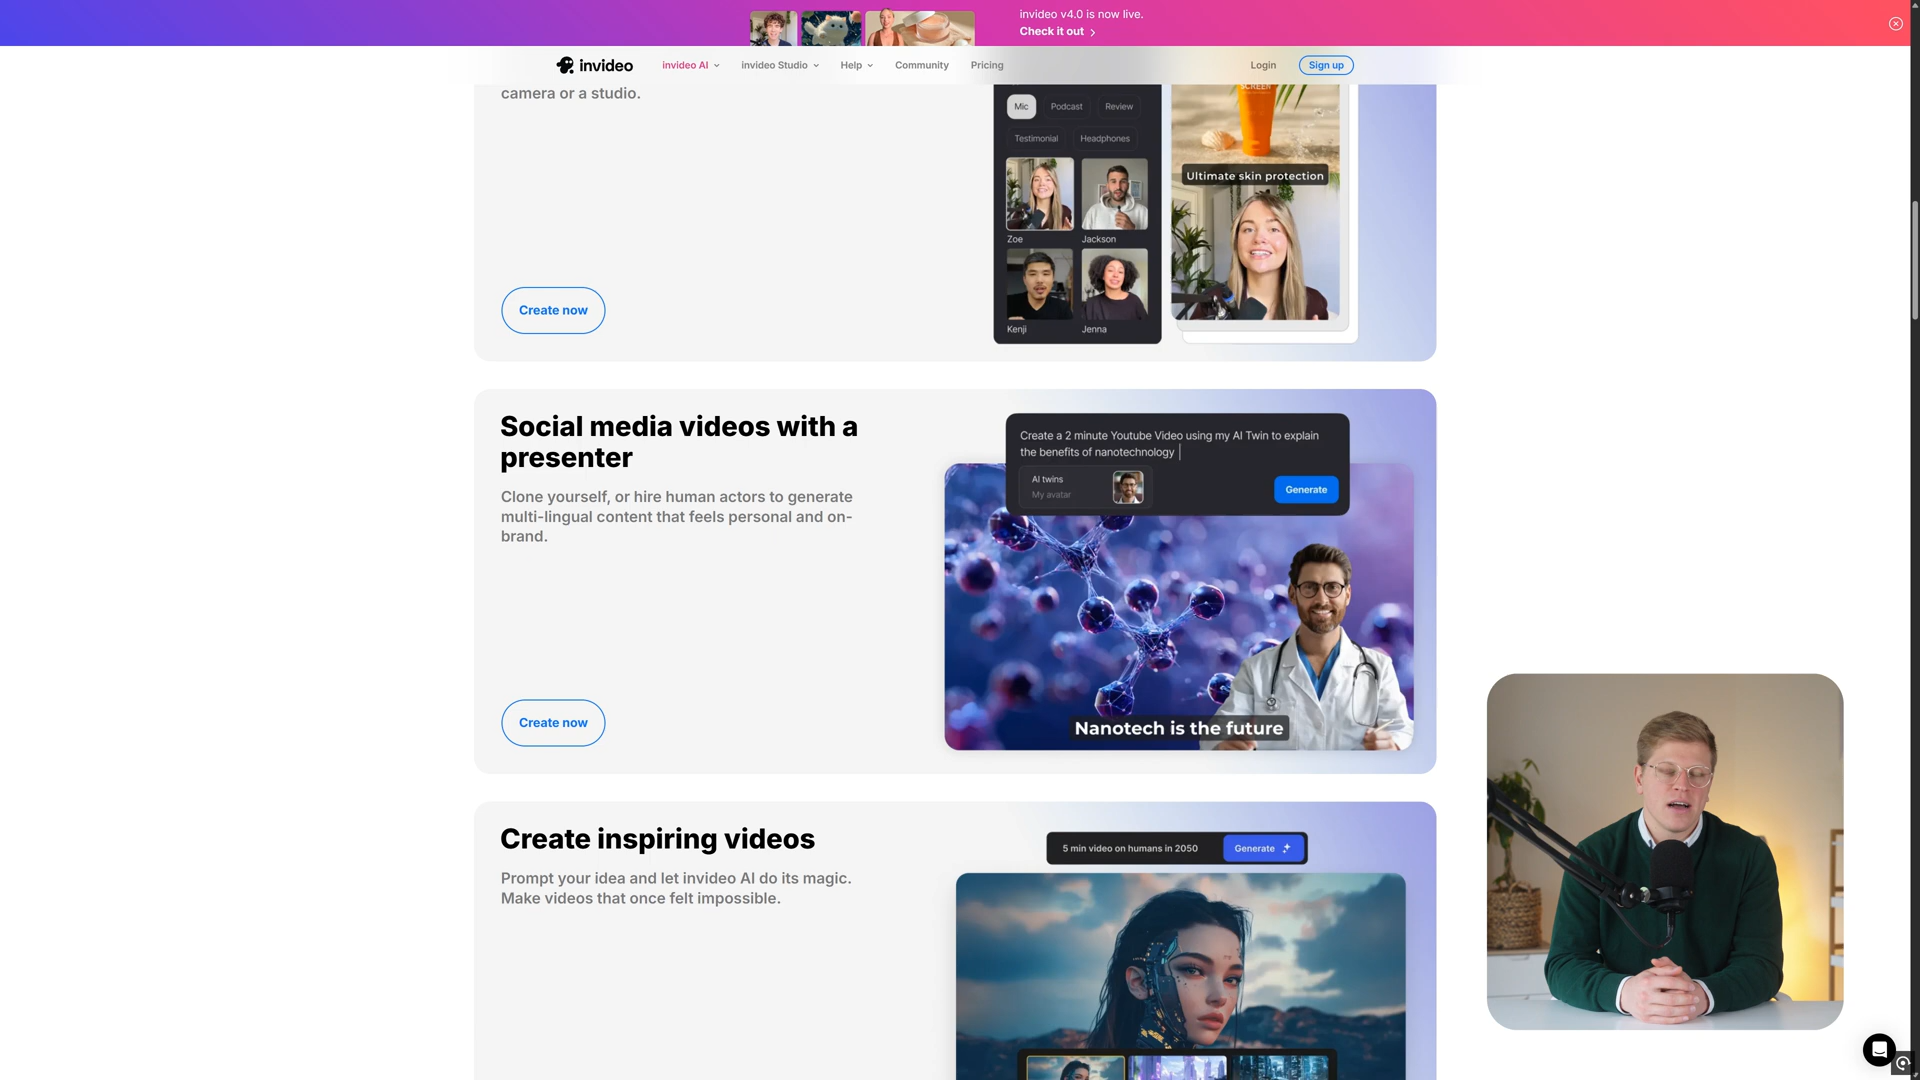 invideo v4.0 is now live.
Check it out
invideo
invideo AI
invideo Studio
Help
Community
Pricing
Login
Sign up
camera or a studio.
Create now
Mic
Podcast
Review
Testimonial
Headphones
Zoe
Jackson
Kenji
Jenna
SCREEN
Ultimate skin protection
Social media videos with a
presenter
Clone yourself, or hire human actors to generate
multi-lingual content that feels personal and on-
brand.
Create now
Create a 2 minute Youtube Video using my AI Twin to explain
the benefits of nanotechnology
AI twins
My avatar
Generate
Nanotech is the future
Create inspiring videos
Prompt your idea and let invideo AI do its magic.
Make videos that once felt impossible.
5 min video on humans in 2050
Generate